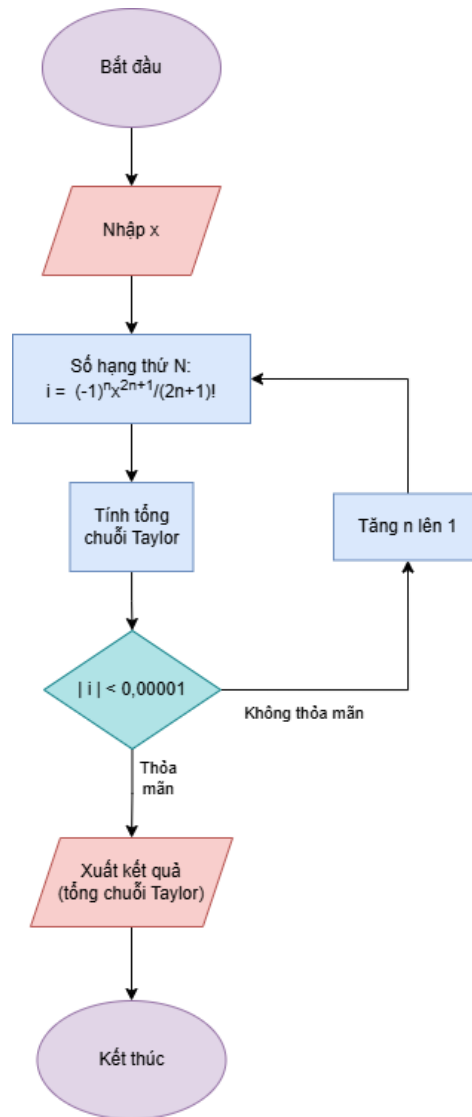 Bắt đầu
Nhập x
Số hạng thứ N:
i = (-1)ⁿx²ⁿ⁺¹/(2n+1)!
Tính tổng
chuỗi Taylor
Tăng n lên 1
| i | < 0,00001
Không thỏa mãn
Thỏa
mãn
Xuất kết quả
(tổng chuỗi Taylor)
Kết thúc